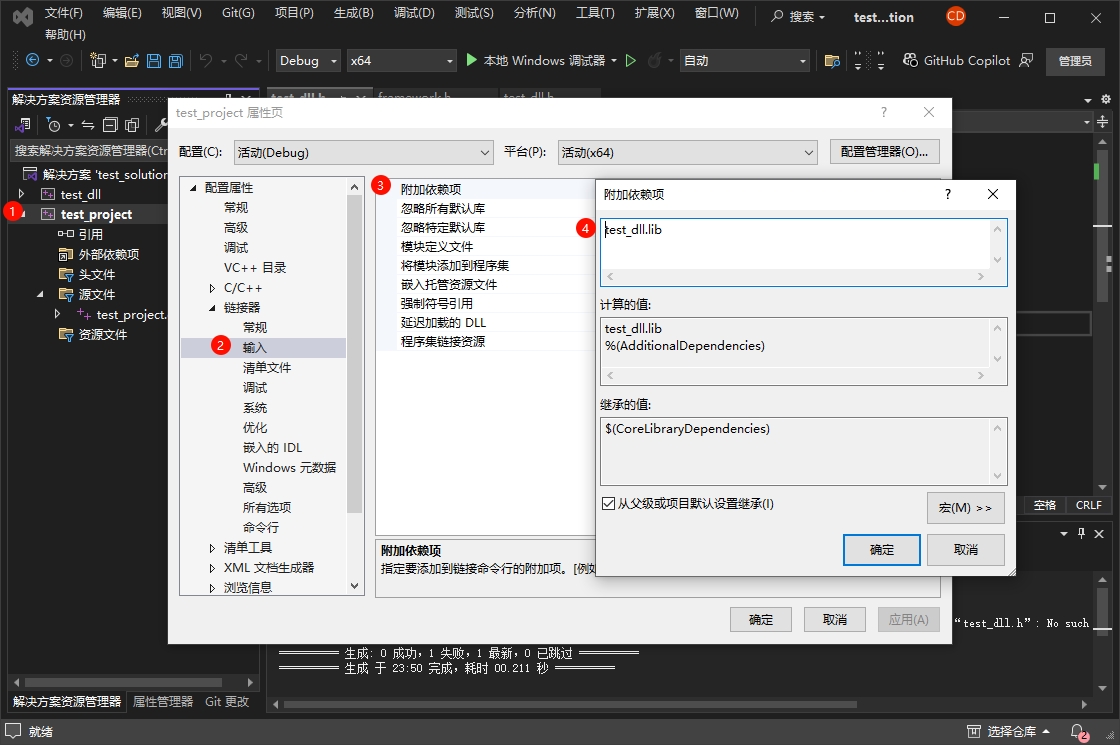 文件(F) 编辑(E) 视图(V) Git(G) 项目(P) 生成(B) 调试(D) 测试(S) 分析(N) 工具(T) 扩展(X) 窗口(W) 搜索 test...tion CD
帮助(H)
Debug x64 本地 Windows 调试器 自动 GitHub Copilot 管理员
解决方案资源管理器
搜索解决方案资源管理器(Ctr
解决方案 'test_solution
test_dll
1 test_project
引用
外部依赖项
头文件
源文件
test_project.
资源文件
test_project 属性页 ?
配置(C): 活动(Debug) 平台(P): 活动(x64) 配置管理器(O)...
配置属性
常规
高级
调试
VC++ 目录
C/C++
链接器
常规
2 输入
清单文件
调试
系统
优化
嵌入的 IDL
Windows 元数据
高级
所有选项
命令行
清单工具
XML 文档生成器
浏览信息
3 附加依赖项
忽略所有默认库
忽略特定默认库
模块定义文件
将模块添加到程序集
嵌入托管资源文件
强制符号引用
延迟加载的 DLL
程序集链接资源
附加依赖项
指定要添加到链接命令行的附加项。[例如
确定 取消 应用(A)
附加依赖项 ?
4 test_dll.lib
计算的值:
test_dll.lib
%(AdditionalDependencies)
继承的值:
$(CoreLibraryDependencies)
从父级或项目默认设置继承(I)
宏(M) >>
确定 取消
空格 CRLF
“test_dll.h”: No such
========== 生成: 0 成功，1 失败，1 最新，0 已跳过 ==========
========== 生成 于 23:50 完成，耗时 00.211 秒 ==========
解决方案资源管理器 属性管理器 Git 更改
就绪 选择仓库 2